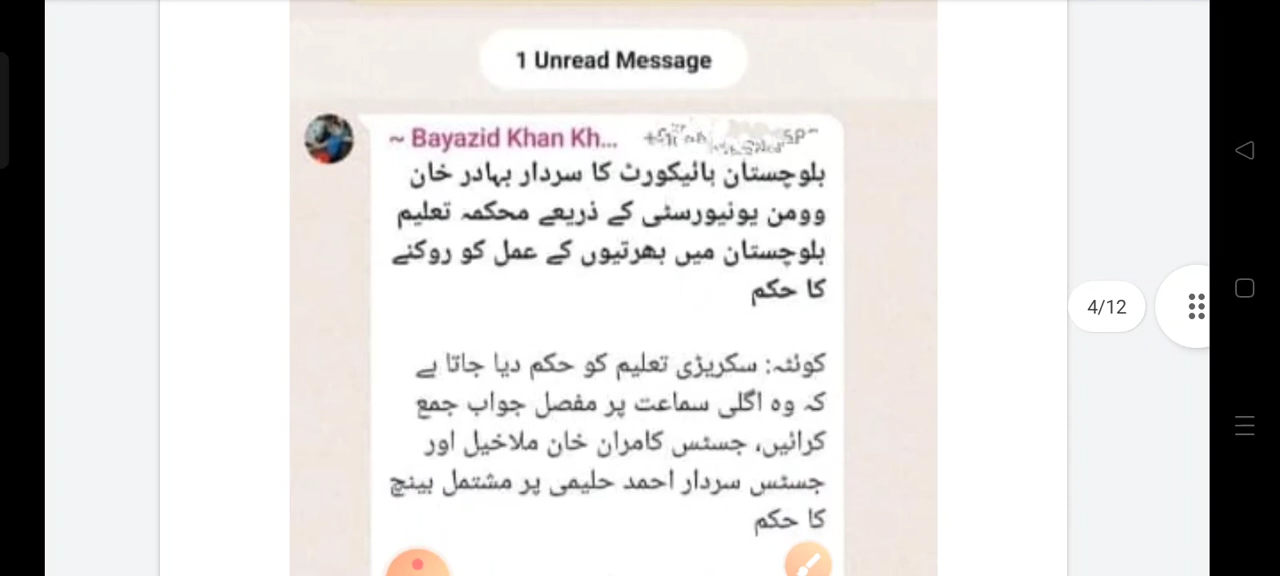 1 Unread Message
~ Bayazid Khan Kh...
بلوچستان ہائیکورٹ کا سردار بہادر خان
وومن یونیورسٹی کے ذریعے محکمہ تعلیم
بلوچستان میں بھرتیوں کے عمل کو روکنے
کا حکم
کوئٹہ: سکریڑی تعلیم کو حکم دیا جاتا ہے
کہ وہ اگلی سماعت پر مفصل جواب جمع
کرائیں، جسٹس کامران خان ملاخیل اور
جسٹس سردار احمد حلیمی پر مشتمل بینچ
کا حکم
4/12